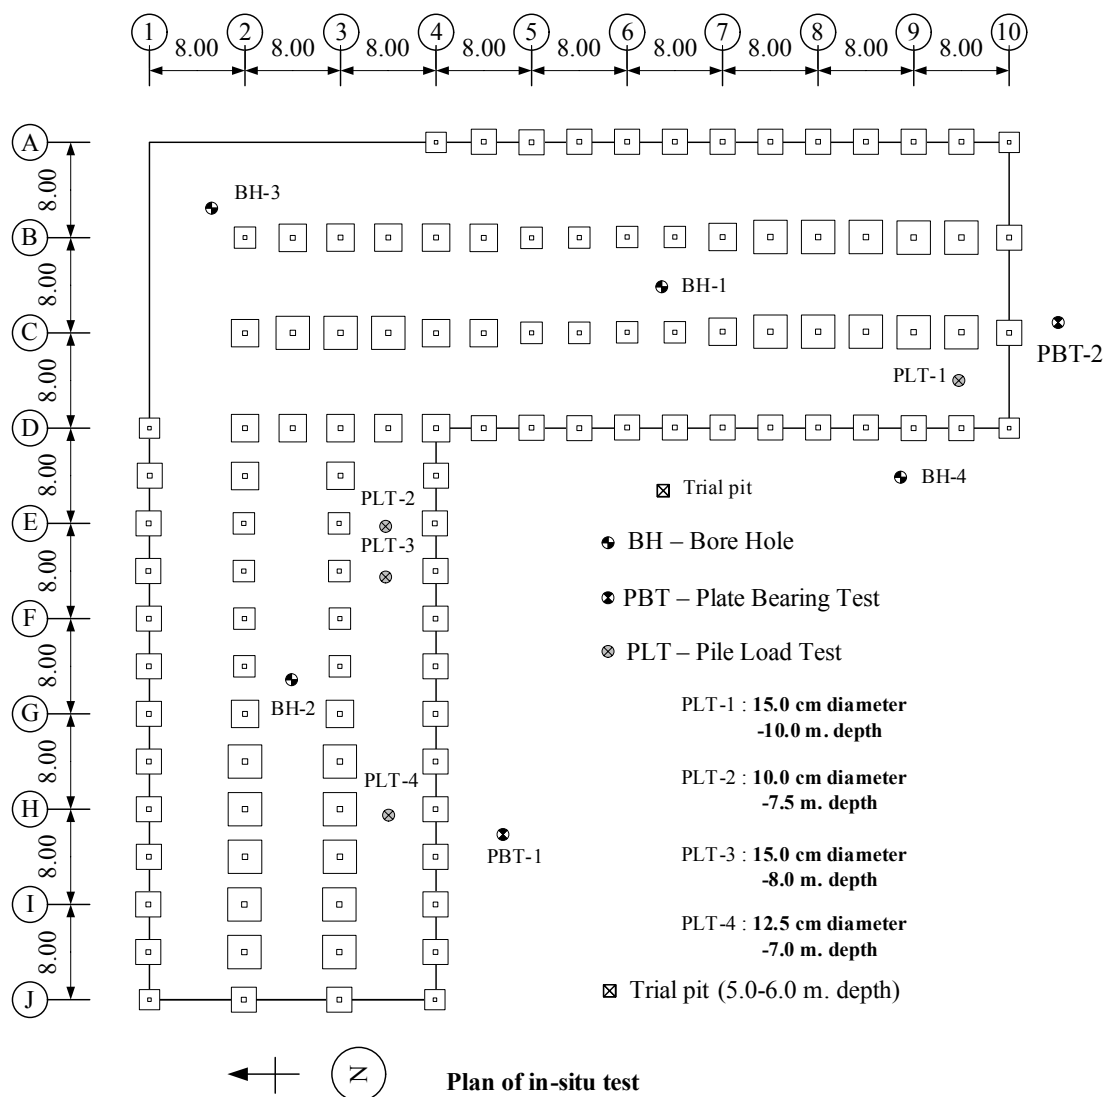 1 2 3 4 5 6 7 8 9 10
8.00 8.00 8.00 8.00 8.00 8.00 8.00 8.00 8.00
A
8.00
BH-3
B
8.00
BH-1
C
PBT-2
8.00
PLT-1
D
8.00
BH-4
Trial pit
PLT-2
E
PLT-3
8.00
BH – Bore Hole
PBT – Plate Bearing Test
F
8.00
PLT – Pile Load Test
BH-2
G
PLT-1 : 15.0 cm diameter
-10.0 m. depth
8.00
PLT-4
PLT-2 : 10.0 cm diameter
-7.5 m. depth
H
8.00
PBT-1
PLT-3 : 15.0 cm diameter
-8.0 m. depth
I
8.00
PLT-4 : 12.5 cm diameter
-7.0 m. depth
J
Trial pit (5.0-6.0 m. depth)
N
Plan of in-situ test